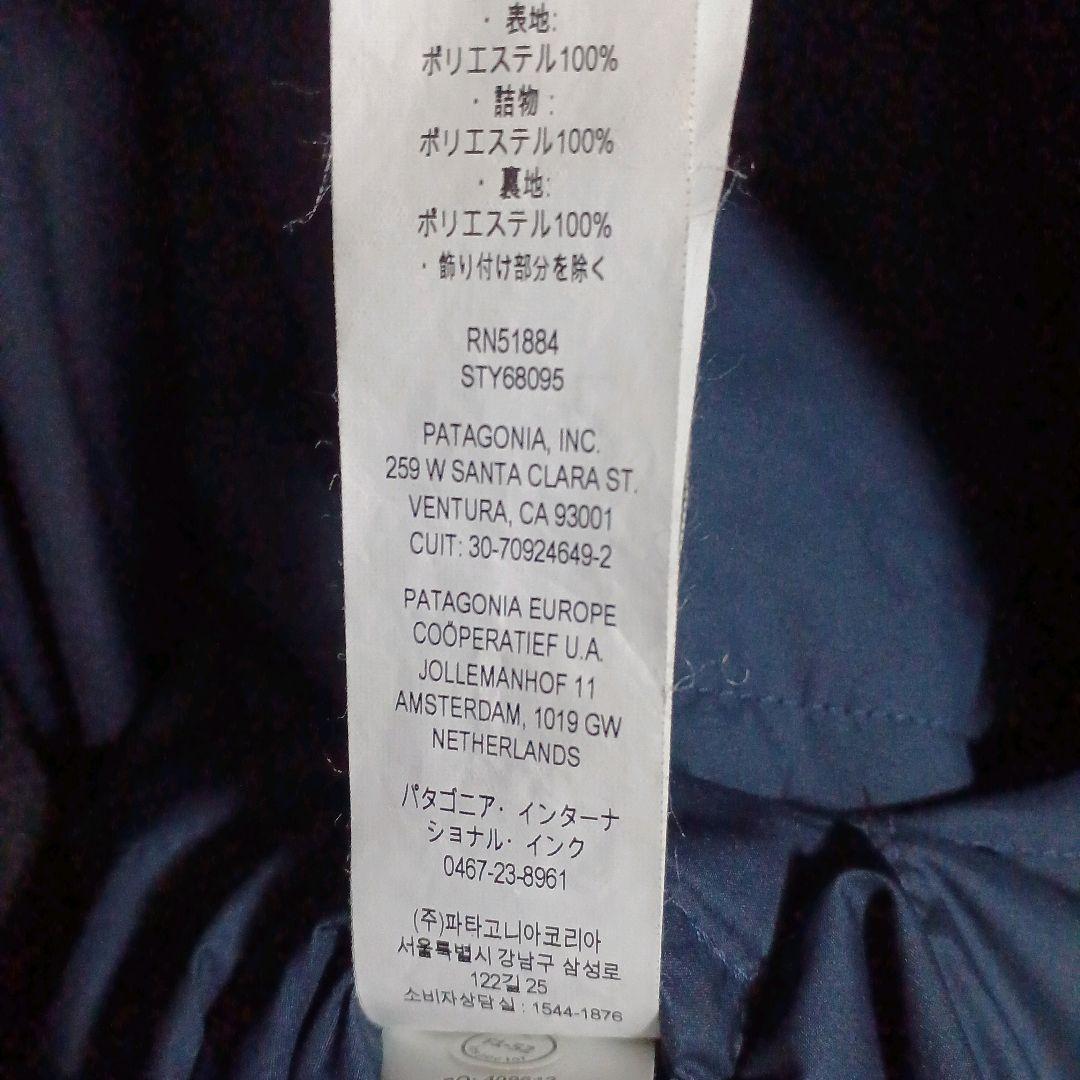 ・表地:
ポリエステル100%
・詰物:
ポリエステル100%
・裏地:
ポリエステル100%
・飾り付け部分を除く
RN51884
STY68095
PATAGONIA, INC.
259 W SANTA CLARA ST.
VENTURA, CA 93001
CUIT: 30-70924649-2
PATAGONIA EUROPE
COÖPERATIEF U.A.
JOLLEMANHOF 11
AMSTERDAM, 1019 GW
NETHERLANDS
パタゴニア・インターナ
ショナル・インク
0467-23-8961
(주)파타고니아코리아
서울특별시 강남구 삼성로
122길 25
소비자상담실 : 1544-1876